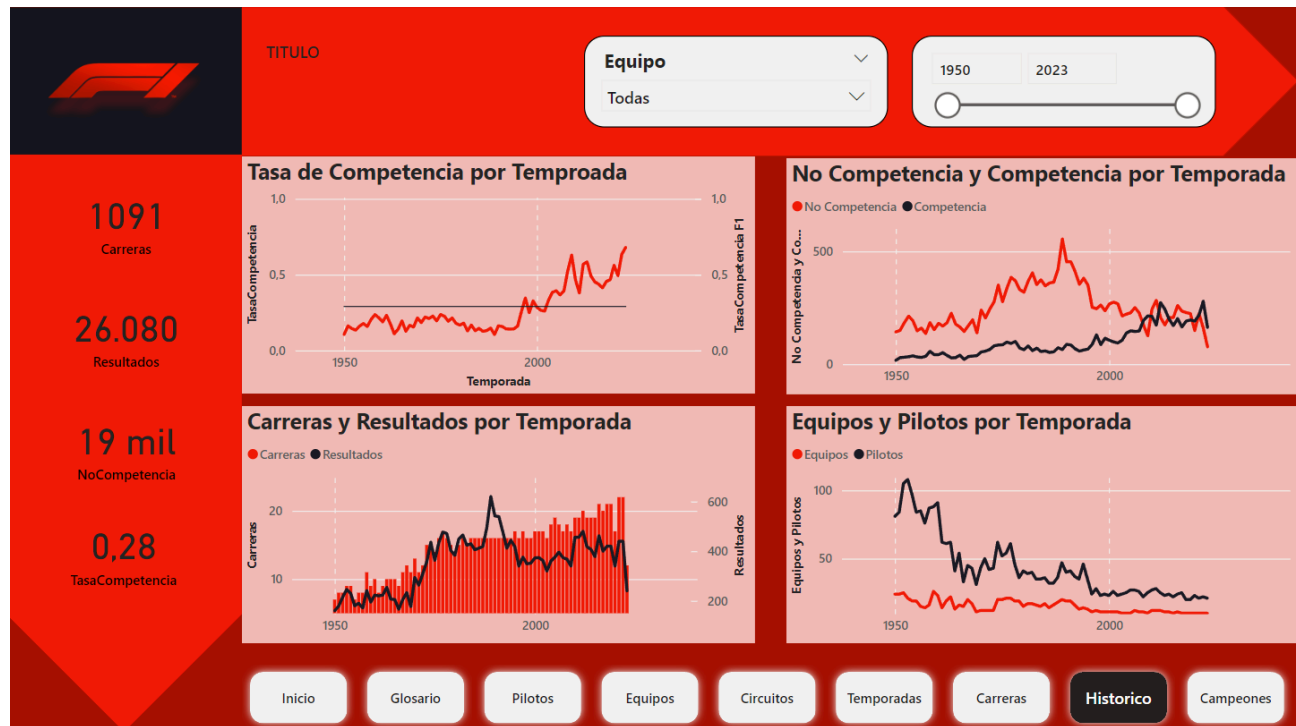 TITULO
Equipo
Todas
1950 2023
1091
Carreras
26.080
Resultados
19 mil
NoCompetencia
0,28
TasaCompetencia
Tasa de Competencia por Temproada
1,0 1,0
0,5 0,5
0,0 0,0
TasaCompetencia
TasaCompetencia F1
1950 2000
Temporada
No Competencia y Competencia por Temporada
No Competencia Competencia
No Competencia y Co...
500
0
1950 2000
Carreras y Resultados por Temporada
Carreras Resultados
Carreras
Resultados
20 600
400
10
200
1950 2000
Equipos y Pilotos por Temporada
Equipos Pilotos
Equipos y Pilotos
100
50
1950 2000
Inicio Glosario Pilotos Equipos Circuitos Temporadas Carreras Historico Campeones